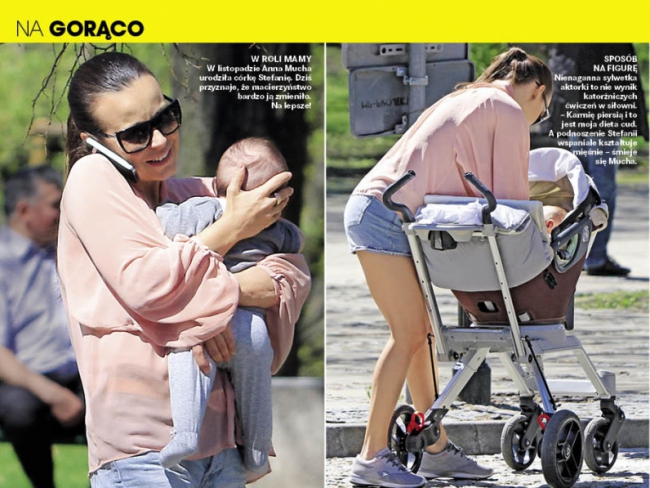 NA GORĄCO
W ROLI MAMY
W listopadzie Anna Mucha
urodziła córkę Stefanię. Dziś
przyznaje, że macierzyństwo
bardzo ją zmieniło.
Na lepsze!
SPOSÓB
NA FIGURĘ
Nienaganna sylwetka
aktorki to nie wynik
katorżniczych
ćwiczeń w siłowni.
– Karmię piersią i to
jest moja dieta cud.
A podnoszenie Stefanii
wspaniale kształtuje
mięśnie – śmieje
się Mucha.